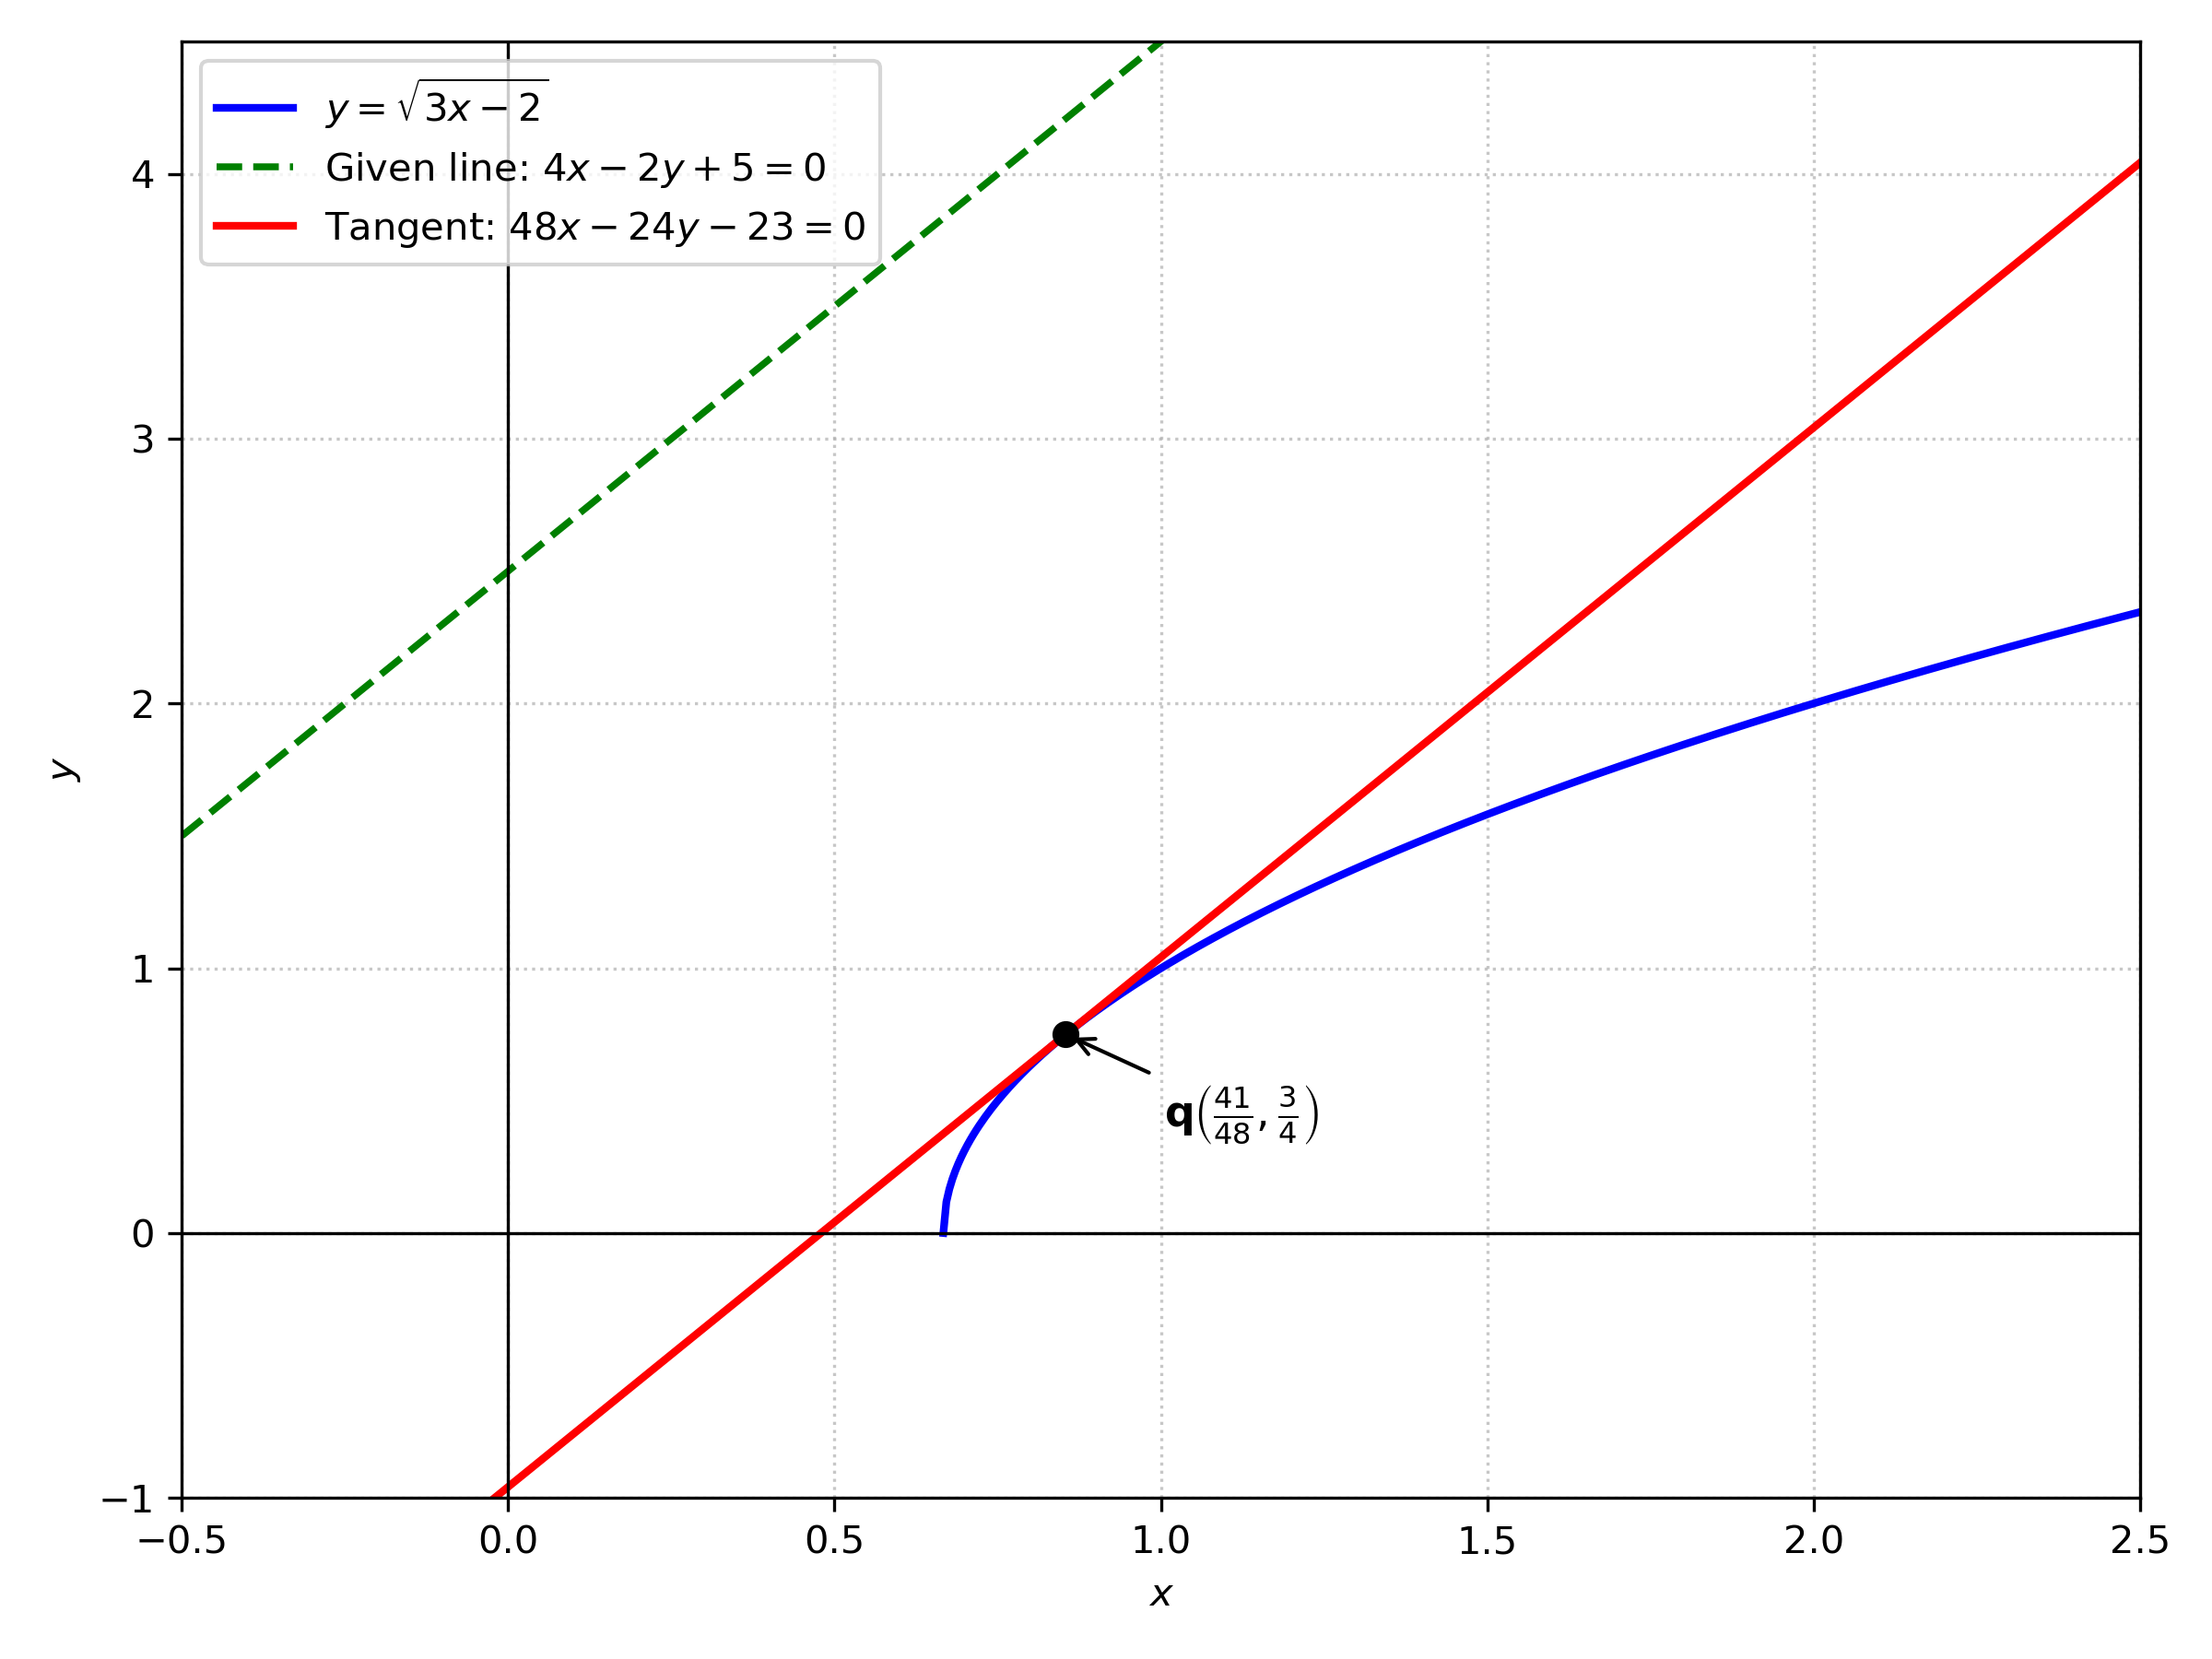 y = √3x − 2
Given line: 4x − 2y + 5 = 0
Tangent: 48x − 24y − 23 = 0
4
3
2
1
0
−1
y
q(41/48, 3/4)
−0.5 0.0 0.5 1.0 1.5 2.0 2.5
x